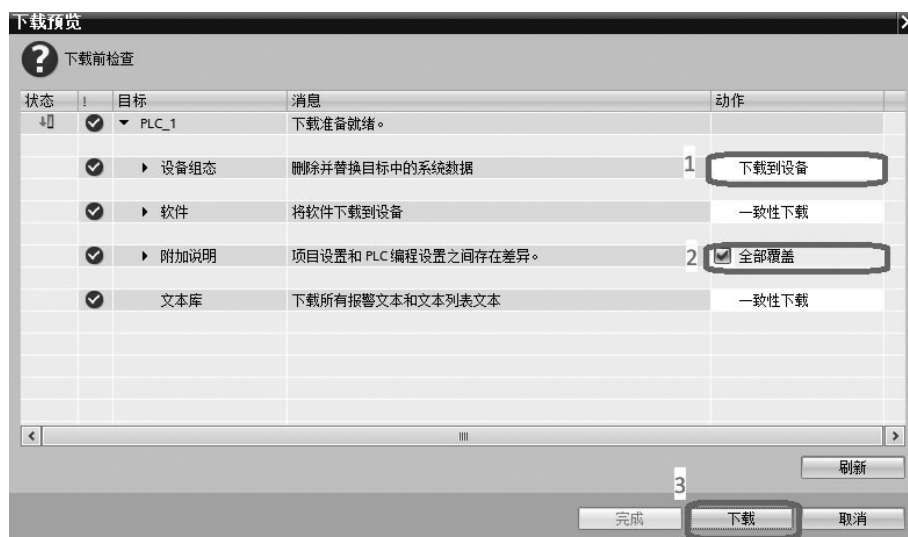 下载预览
下载前检查
状态 ! 目标 消息 动作
PLC_1 下载准备就绪。
设备组态 删除并替换目标中的系统数据 1 下载到设备
软件 将软件下载到设备 一致性下载
附加说明 项目设置和 PLC 编程设置之间存在差异。 2 全部覆盖
文本库 下载所有报警文本和文本列表文本 一致性下载
刷新
3
完成 下载 取消